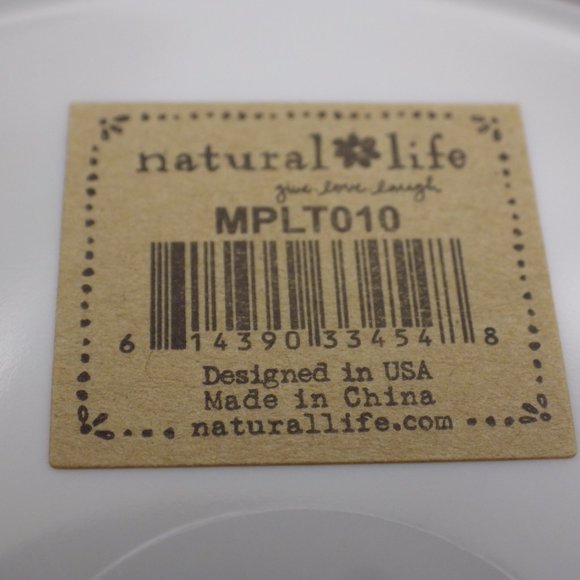 natural life
give love laugh
MPLT010
6 14390 33454 8
Designed in USA
Made in China
naturallife.com